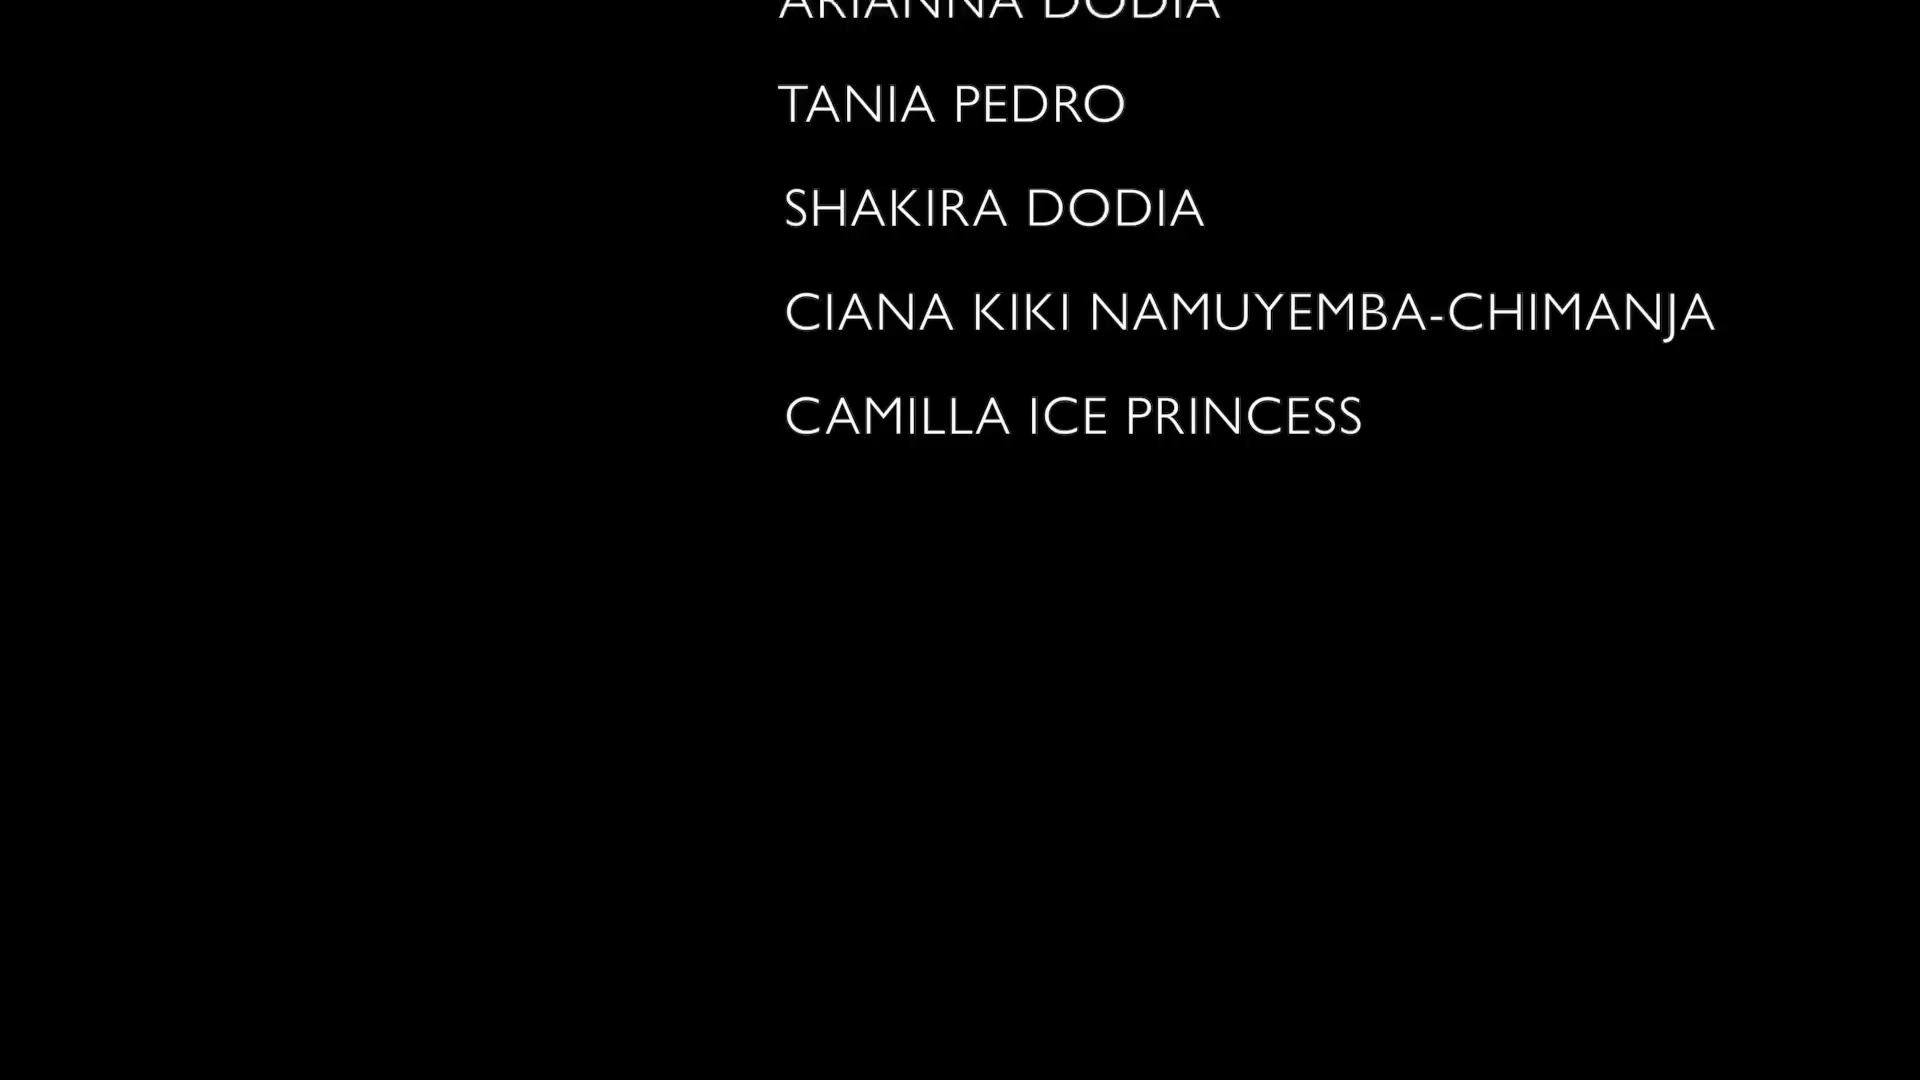 ARIANNA DODIA
TANIA PEDRO
SHAKIRA DODIA
CIANA KIKI NAMUYEMBA-CHIMANJA
CAMILLA ICE PRINCESS